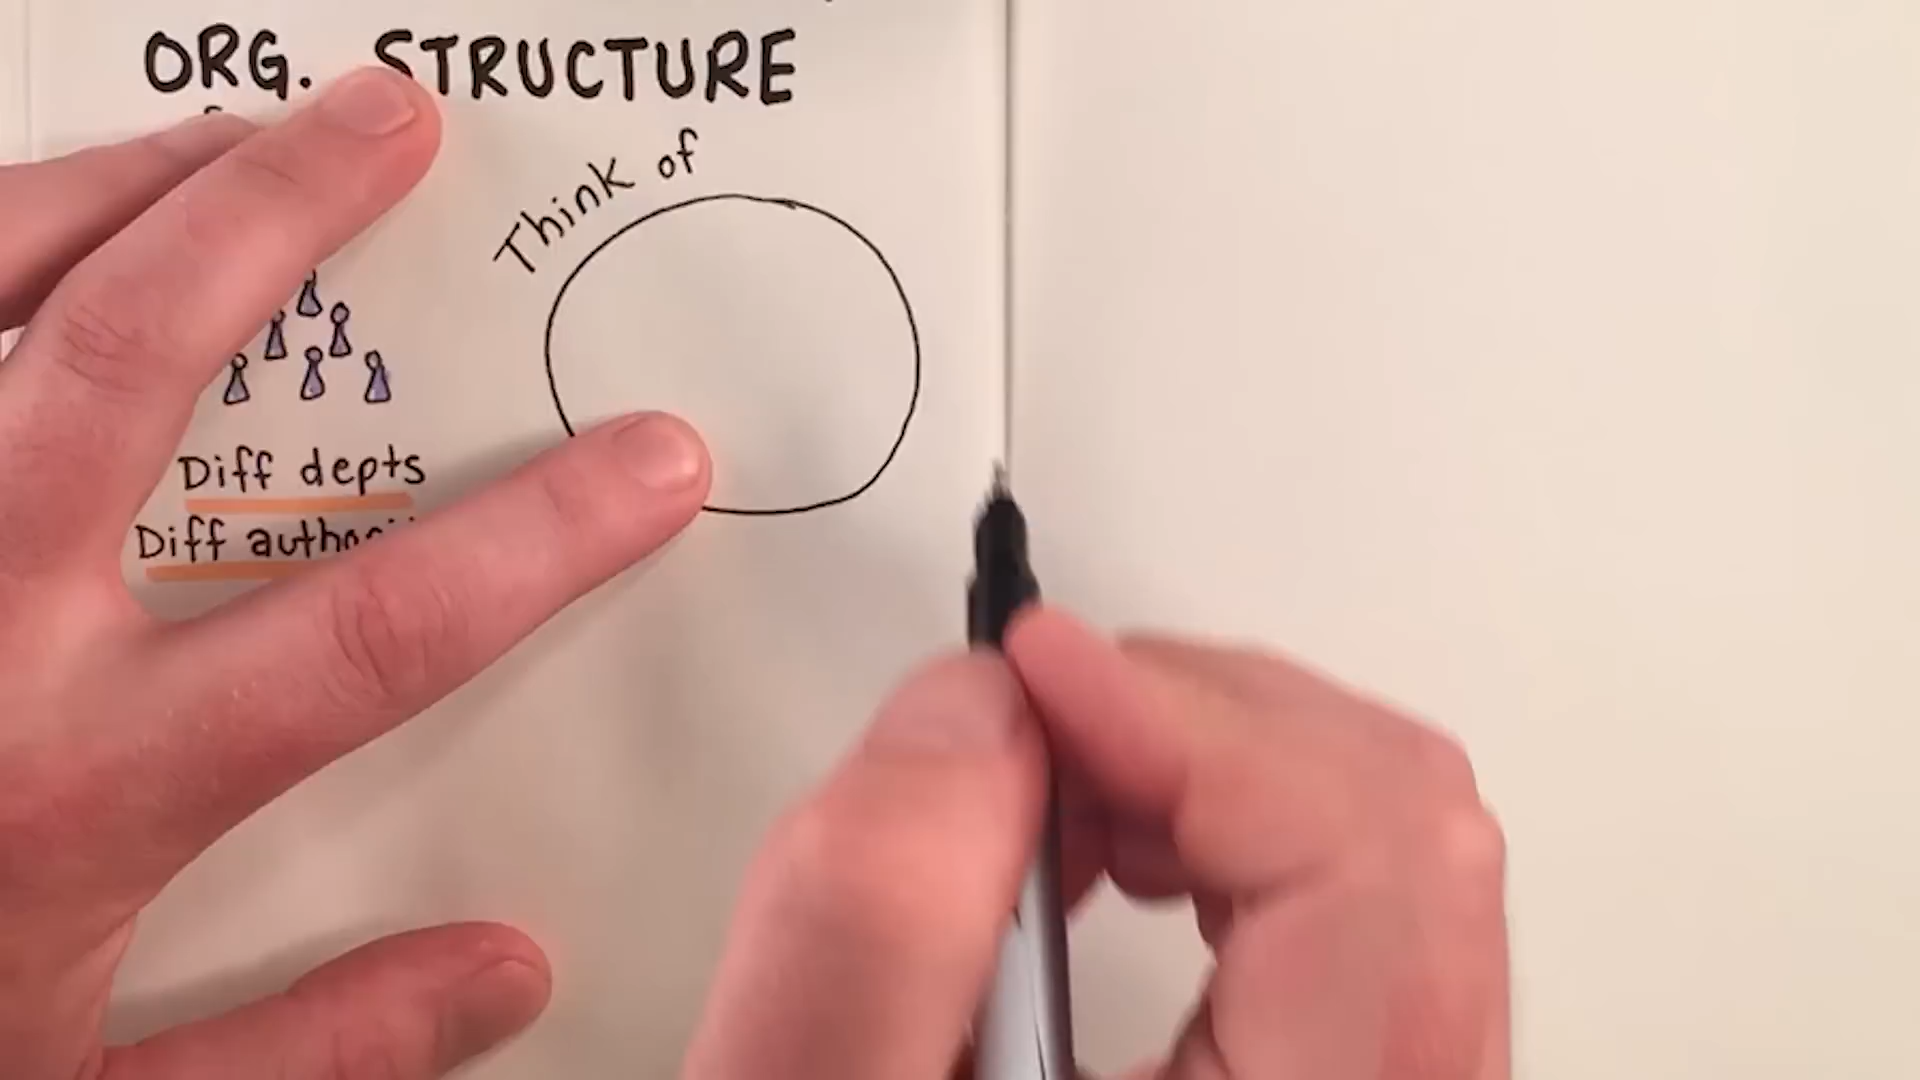 ORG. STRUCTURE
Think of
Diff depts
Diff